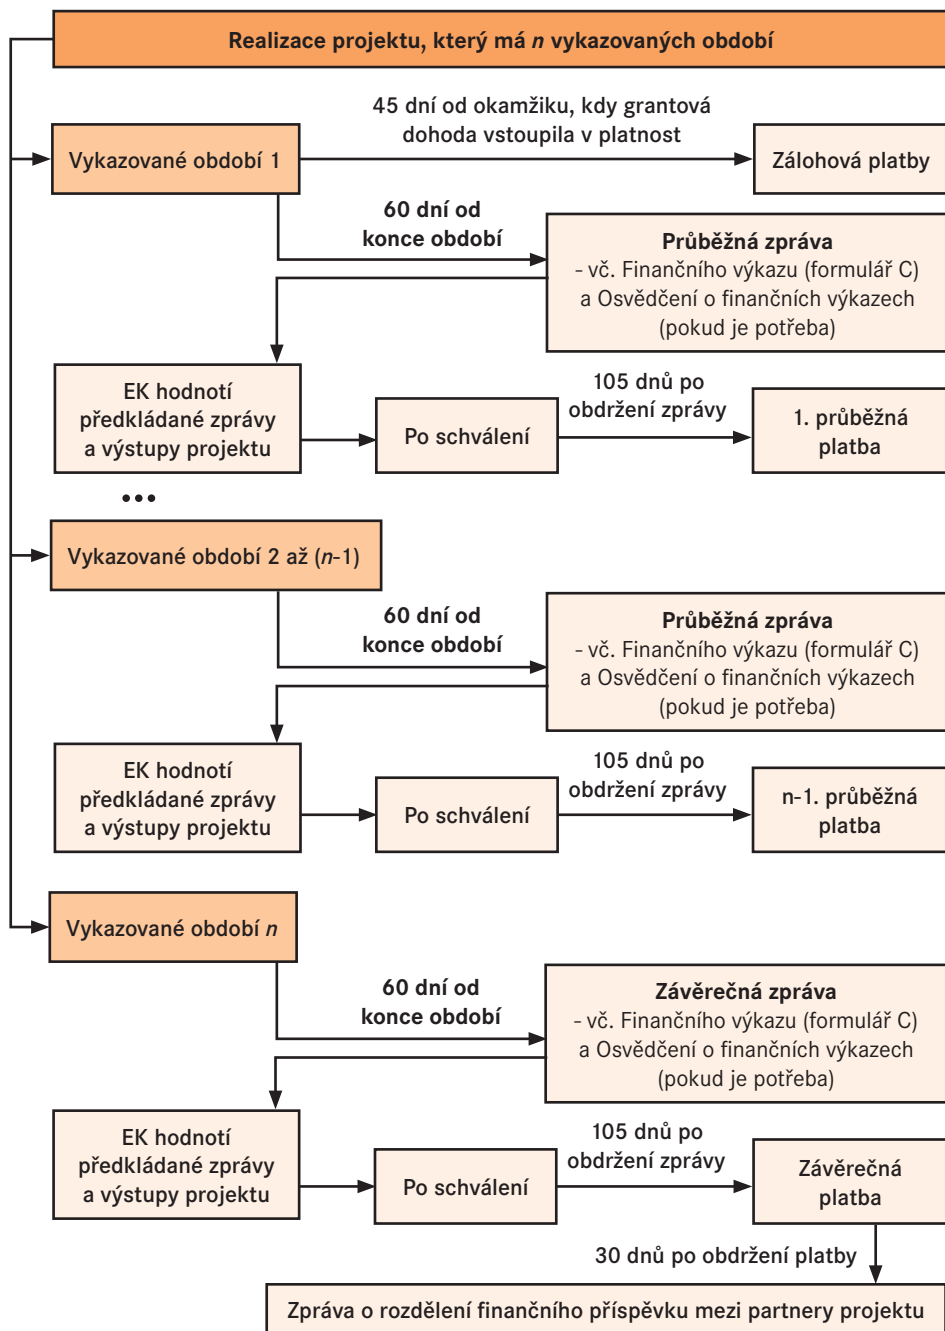 Realizace projektu, který má n vykazovaných období
45 dní od okamžiku, kdy grantová
dohoda vstoupila v platnost
Vykazované období 1
Zálohová platby
60 dní od
konce období
Průběžná zpráva
- vč. Finančního výkazu (formulář C)
a Osvědčení o finančních výkazech
(pokud je potřeba)
EK hodnotí
předkládané zprávy
a výstupy projektu
Po schválení
105 dnů po
obdržení zprávy
1. průběžná
platba
•••
Vykazované období 2 až (n-1)
60 dní od
konce období
Průběžná zpráva
- vč. Finančního výkazu (formulář C)
a Osvědčení o finančních výkazech
(pokud je potřeba)
EK hodnotí
předkládané zprávy
a výstupy projektu
Po schválení
105 dnů po
obdržení zprávy
n-1. průběžná
platba
Vykazované období n
60 dní od
konce období
Závěrečná zpráva
- vč. Finančního výkazu (formulář C)
a Osvědčení o finančních výkazech
(pokud je potřeba)
EK hodnotí
předkládané zprávy
a výstupy projektu
Po schválení
105 dnů po
obdržení zprávy
Závěrečná
platba
30 dnů po obdržení platby
Zpráva o rozdělení finančního příspěvku mezi partnery projektu